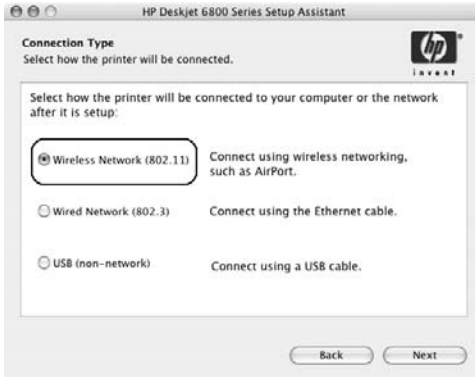 HP Deskjet 6800 Series Setup Assistant
Connection Type
Select how the printer will be connected.
hp
invent
Select how the printer will be connected to your computer or the network
after it is setup:
Wireless Network (802.11)
Connect using wireless networking,
such as AirPort.
Wired Network (802.3)
Connect using the Ethernet cable.
USB (non-network)
Connect using a USB cable.
Back
Next